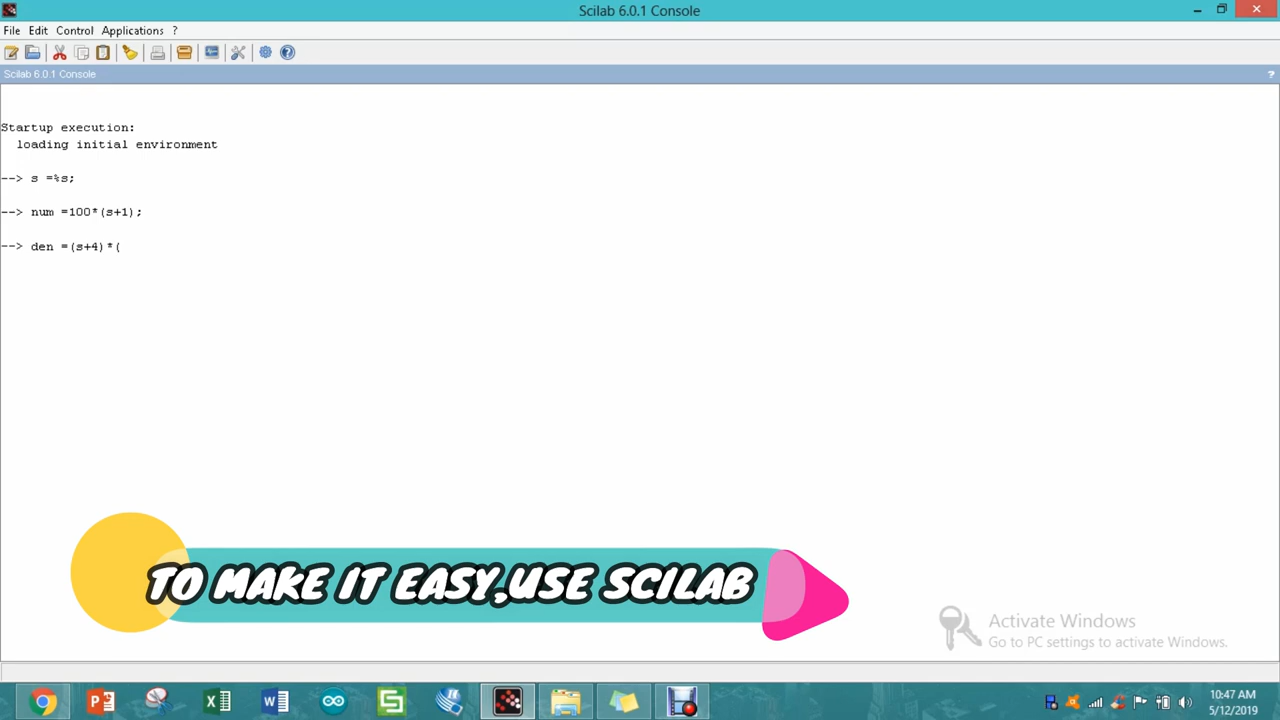 Scilab 6.0.1 Console
File Edit Control Applications ?
Scilab 6.0.1 Console ?
Startup execution:
loading initial environment
--> s =%s;
--> num =100*(s+1);
--> den =(s+4)*(
TO MAKE IT EASY,USE SCILAB
Activate Windows
Go to PC settings to activate Windows.
10:47 AM
5/12/2019